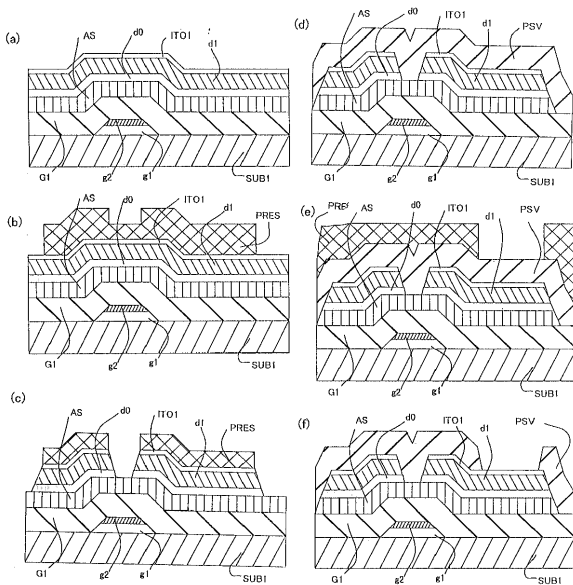 (a)
AS
d0
ITO1
d1
G1
g2
g1
SUB1
(b)
AS
d0
ITO1
PRES
d1
G1
g2
g1
SUB1
(c)
AS
d0
ITO1
d1
PRES
G1
g2
g1
SUB1
(d)
AS
d0
ITO1
PSV
d1
G1
g2
g1
SUB1
(e)
PRES
AS
d0
ITO1
d1
PSV
G1
g2
g1
SUB1
(f)
AS
d0
ITO1
d1
PSV
G1
g2
g1
SUB1